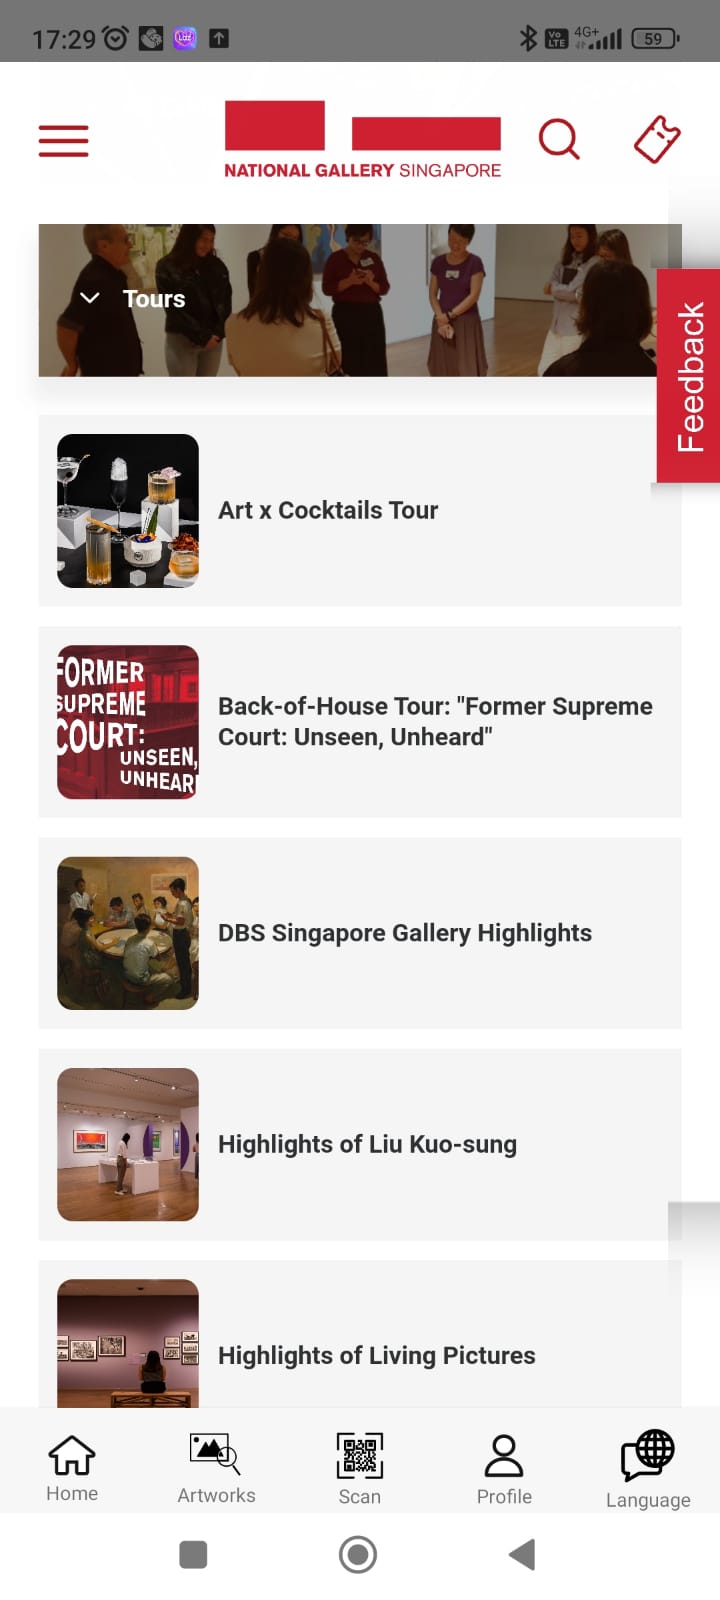 17:29
Vo LTE 4G+ 59
NATIONAL GALLERY SINGAPORE
Tours
Feedback
Art x Cocktails Tour
FORMER
SUPREME
COURT:
UNSEEN,
UNHEAR
Back-of-House Tour: "Former Supreme
Court: Unseen, Unheard"
DBS Singapore Gallery Highlights
Highlights of Liu Kuo-sung
Highlights of Living Pictures
Home
Artworks
Scan
Profile
Language